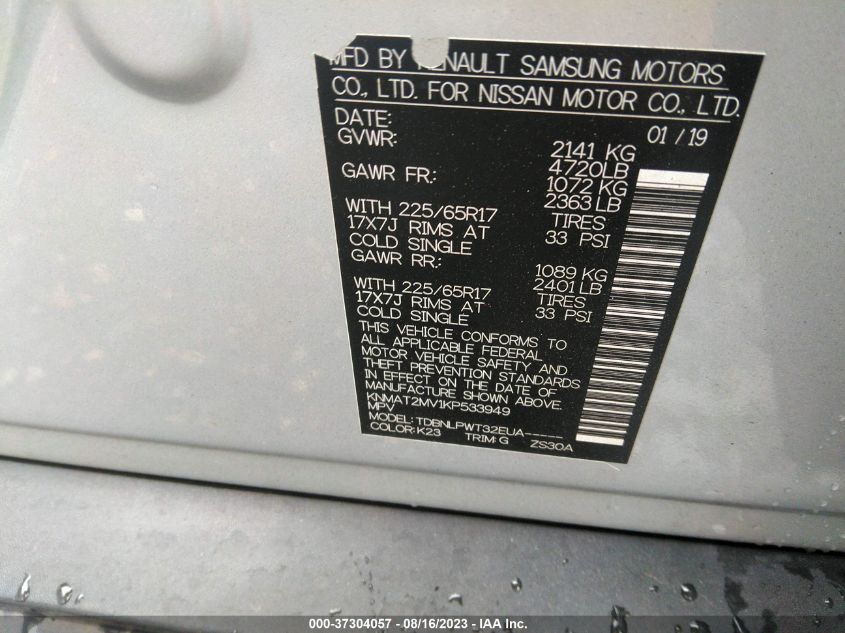 MFD BY RENAULT SAMSUNG MOTORS
CO., LTD. FOR NISSAN MOTOR CO., LTD.
DATE: 01 / 19
GVWR: 2141 KG
4720LB
GAWR FR.: 1072 KG
2363 LB
WITH 225/65R17 TIRES
17X7J RIMS AT 33 PSI
COLD SINGLE
GAWR RR.: 1089 KG
2401 LB
WITH 225/65R17 TIRES
17X7J RIMS AT 33 PSI
COLD SINGLE
THIS VEHICLE CONFORMS TO
ALL APPLICABLE FEDERAL
MOTOR VEHICLE SAFETY AND
THEFT PREVENTION STANDARDS
IN EFFECT ON THE DATE OF
MANUFACTURE SHOWN ABOVE.
KNMAT2MV1KP533949
MPV
MODEL: TDBNLPWT32EUA-----
COLOR: K23 TRIM: G ZS30A
000-37304057 - 08/16/2023 - IAA Inc.